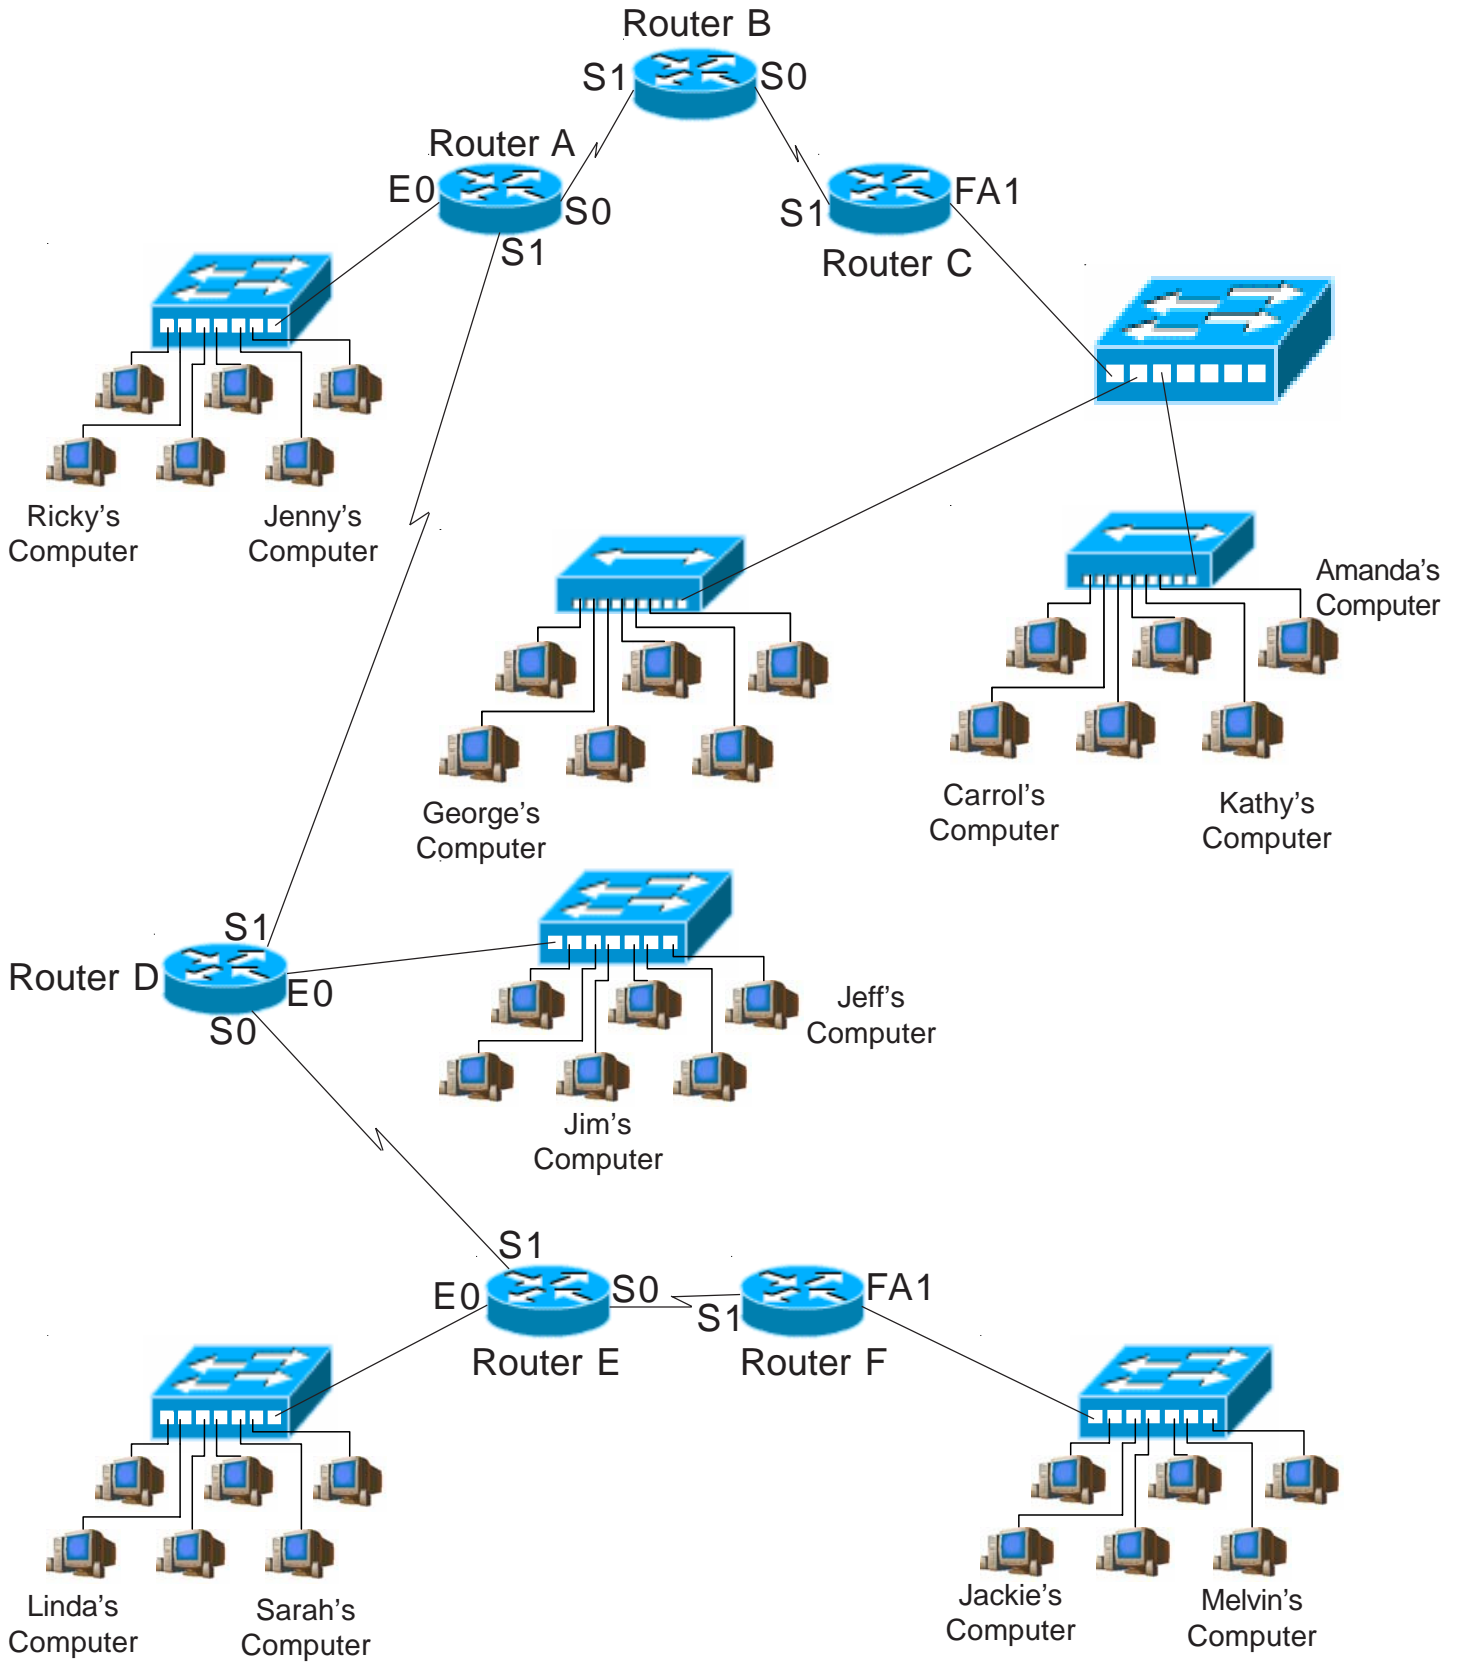 Router B
S1
S0
Router A
E0
S0
S1
FA1
S1
Router C
Ricky's
Computer
Jenny's
Computer
Amanda's
Computer
George's
Computer
Carrol's
Computer
Kathy's
Computer
S1
Router D
E0
S0
Jeff's
Computer
Jim's
Computer
S1
E0
S0
Router E
S1
FA1
Router F
Linda's
Computer
Sarah's
Computer
Jackie's
Computer
Melvin's
Computer